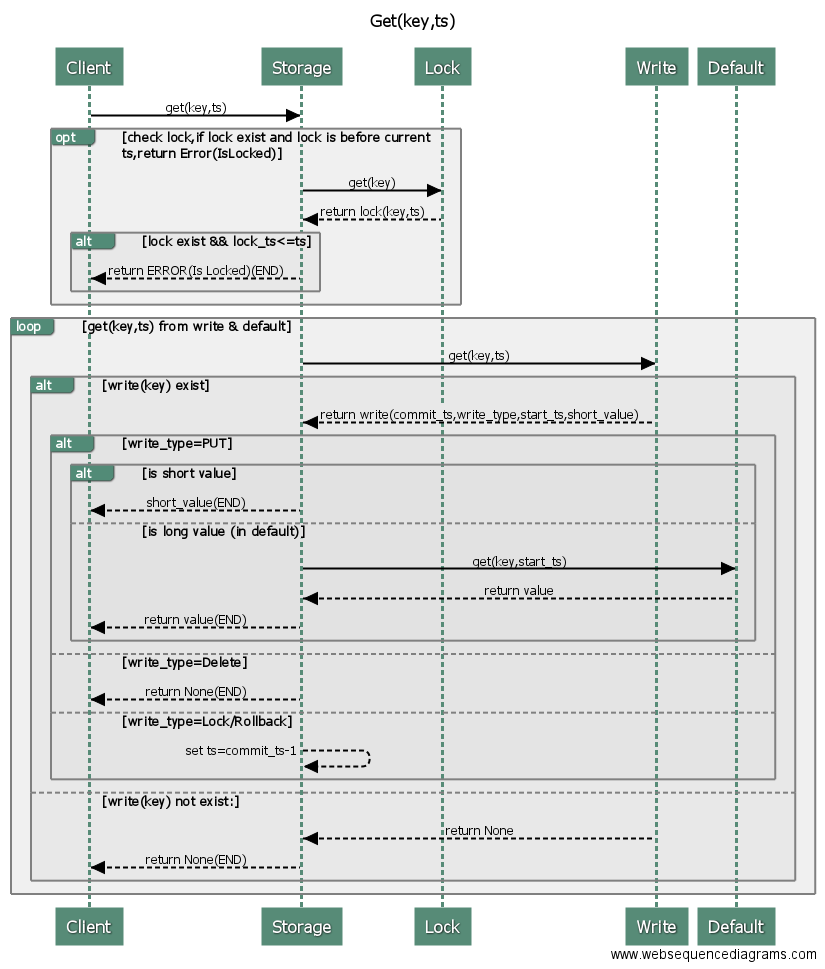 Get(key,ts)
Client
Storage
Lock
Write
Default
get(key,ts)
opt
[check lock,if lock exist and lock is before current
ts,return Error(IsLocked)]
get(key)
return lock(key,ts)
alt
[lock exist && lock_ts<=ts]
return ERROR(Is Locked)(END)
loop
[get(key,ts) from write & default]
get(key,ts)
alt
[write(key) exist]
return write(commit_ts,write_type,start_ts,short_value)
alt
[write_type=PUT]
alt
[is short value]
short_value(END)
[is long value (in default)]
get(key,start_ts)
return value
return value(END)
[write_type=Delete]
return None(END)
[write_type=Lock/Rollback]
set ts=commit_ts-1
[write(key) not exist:]
return None
return None(END)
Client
Storage
Lock
Write
Default
www.websequencediagrams.com